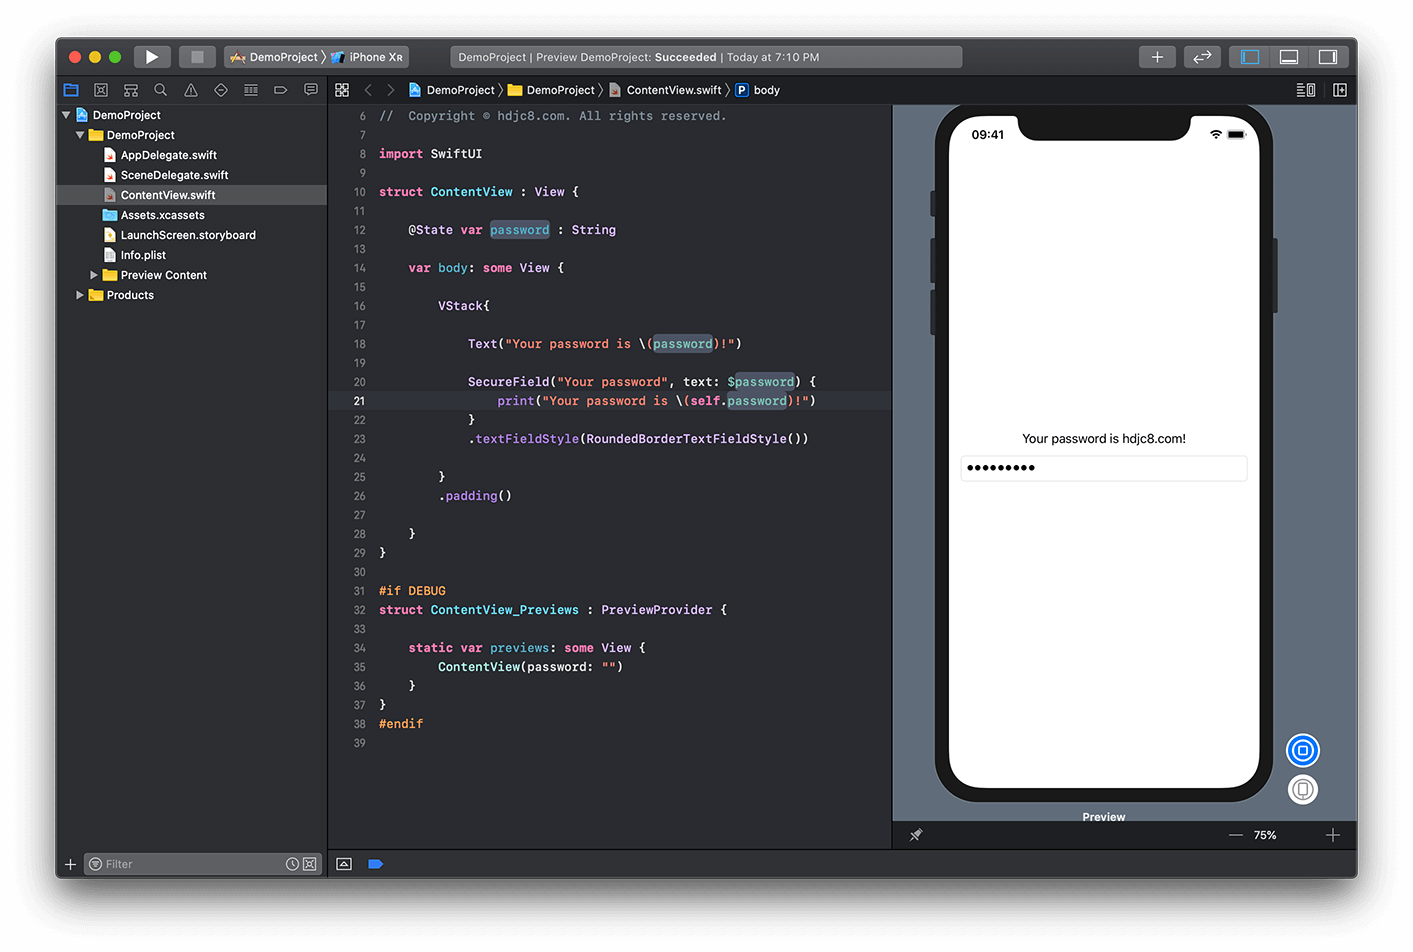 DemoProject
iPhone XR
DemoProject | Preview DemoProject: Succeeded | Today at 7:10 PM
DemoProject
DemoProject
ContentView.swift
P body
DemoProject
DemoProject
AppDelegate.swift
SceneDelegate.swift
ContentView.swift
Assets.xcassets
LaunchScreen.storyboard
Info.plist
Preview Content
Products
Filter
6 //  Copyright © hdjc8.com. All rights reserved.
7
8 import SwiftUI
9
10 struct ContentView : View {
11
12     @State var password : String
13
14     var body: some View {
15
16         VStack{
17
18             Text("Your password is \(password)!")
19
20             SecureField("Your password", text: $password) {
21                 print("Your password is \(self.password)!")
22             }
23             .textFieldStyle(RoundedBorderTextFieldStyle())
24
25         }
26         .padding()
27
28     }
29 }
30
31 #if DEBUG
32 struct ContentView_Previews : PreviewProvider {
33
34     static var previews: some View {
35         ContentView(password: "")
36     }
37 }
38 #endif
39
09:41
Your password is hdjc8.com!
•••••••••
Preview
75%